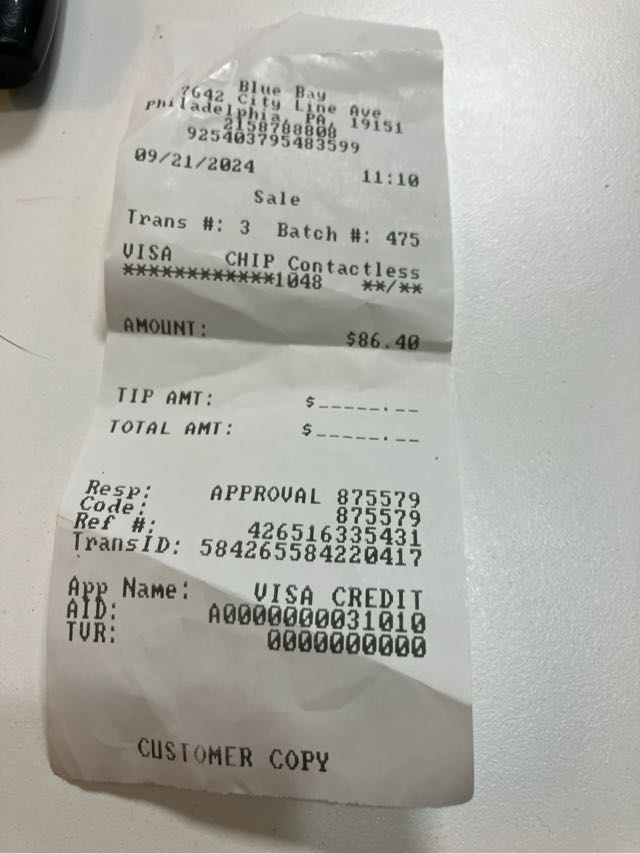 Blue Bay
7642 City Line Ave
Philadelphia, PA, 19151
2158788808
925403795483599
09/21/2024 11:10
Sale
Trans #: 3 Batch #: 475
VISA CHIP Contactless
************1048 **/**
AMOUNT: $86.40
TIP AMT: $_____.__
TOTAL AMT: $_____.__
Resp: APPROVAL 875579
Code: 875579
Ref #: 426516335431
TransID: 584265584220417
App Name: VISA CREDIT
AID: A0000000031010
TVR: 0000000000
CUSTOMER COPY